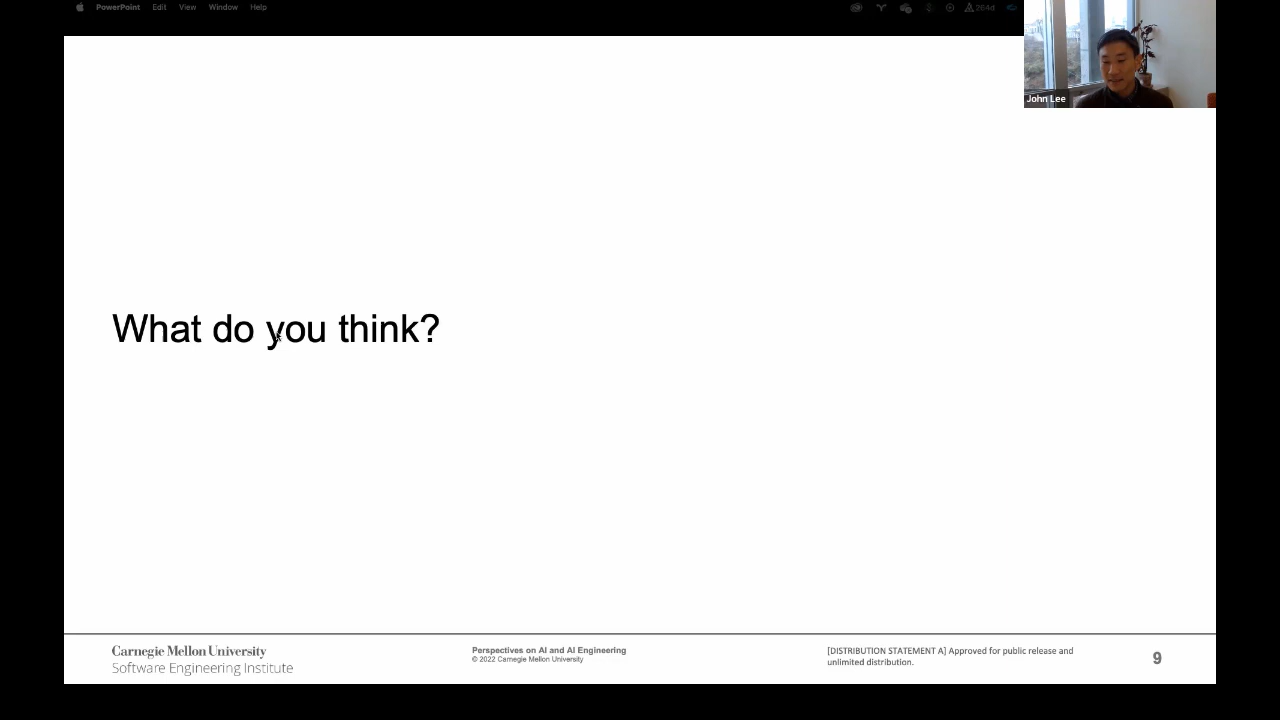 PowerPoint Edit View Window Help
264d
John Lee
What do you think?
Carnegie Mellon University
Software Engineering Institute
Perspectives on AI and AI Engineering
© 2022 Carnegie Mellon University
[DISTRIBUTION STATEMENT A] Approved for public release and
unlimited distribution.
9